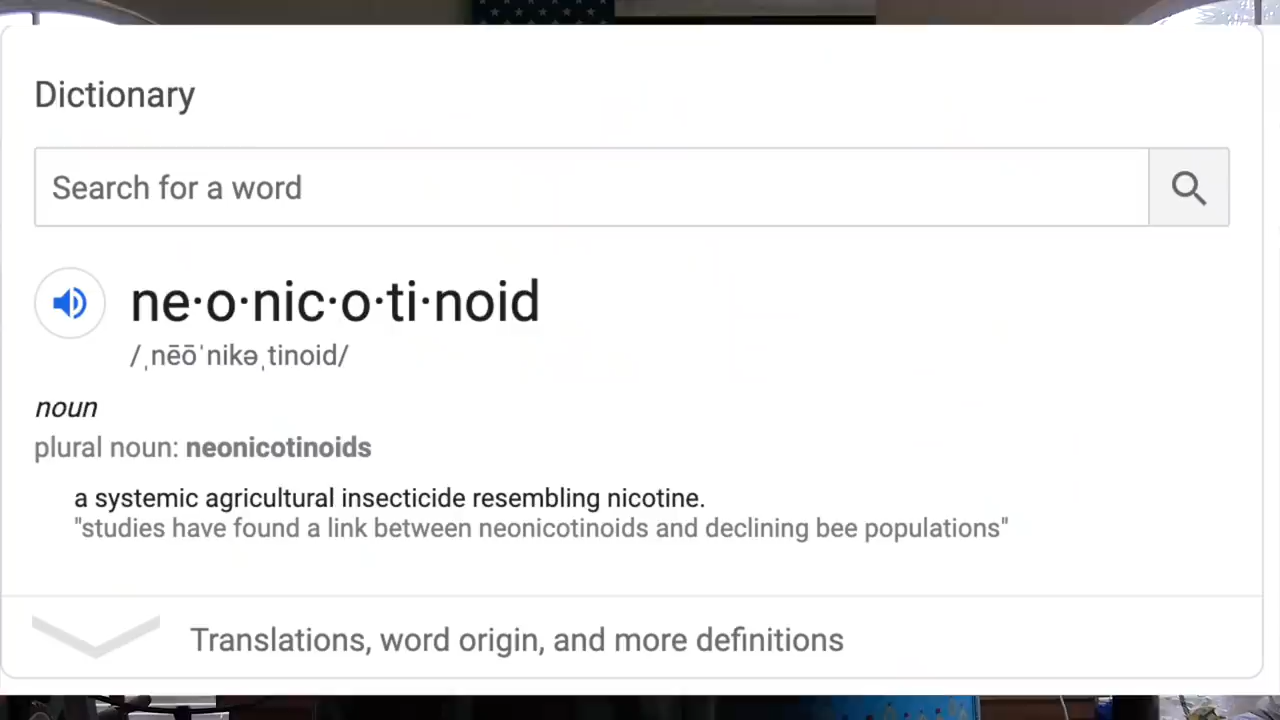 Dictionary
Search for a word
ne·o·nic·o·ti·noid
/ˌnēōˈnikəˌtinoid/
noun
plural noun: neonicotinoids
a systemic agricultural insecticide resembling nicotine.
"studies have found a link between neonicotinoids and declining bee populations"
Translations, word origin, and more definitions